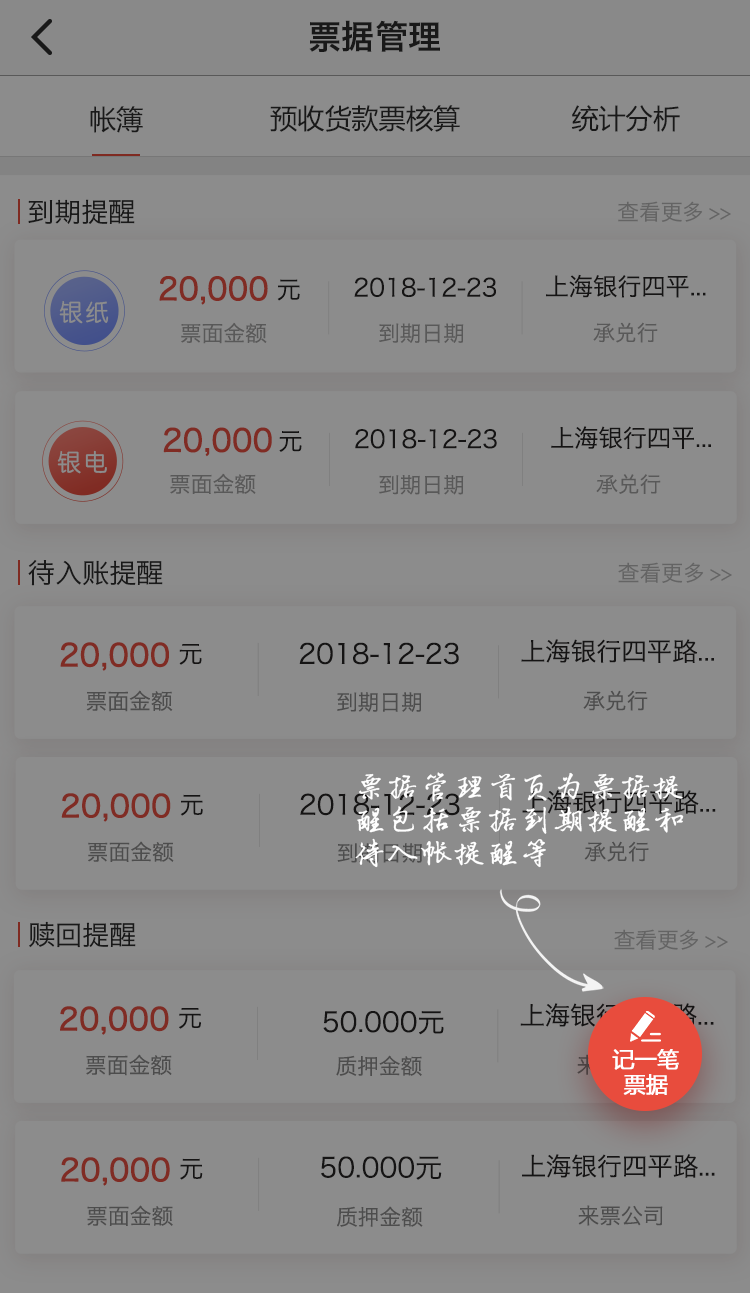 票据管理
帐簿 预收货款票核算 统计分析
到期提醒 查看更多 >>
银纸 20,000 元 2018-12-23 上海银行四平...
票面金额 到期日期 承兑行
银电 20,000 元 2018-12-23 上海银行四平...
票面金额 到期日期 承兑行
待入账提醒 查看更多 >>
20,000 元 2018-12-23 上海银行四平路...
票面金额 到期日期 承兑行
票据管理首页为票据提
20,000 元 2018-12-23 上海银行四平路...
醒包括票据到期提醒和
票面金额 到期日期 承兑行
待入帐提醒等
赎回提醒 查看更多 >>
20,000 元 50.000元 上海银行 路...
票面金额 质押金额 来
记一笔
票据
20,000 元 50.000元 上海银行四平路...
票面金额 质押金额 来票公司